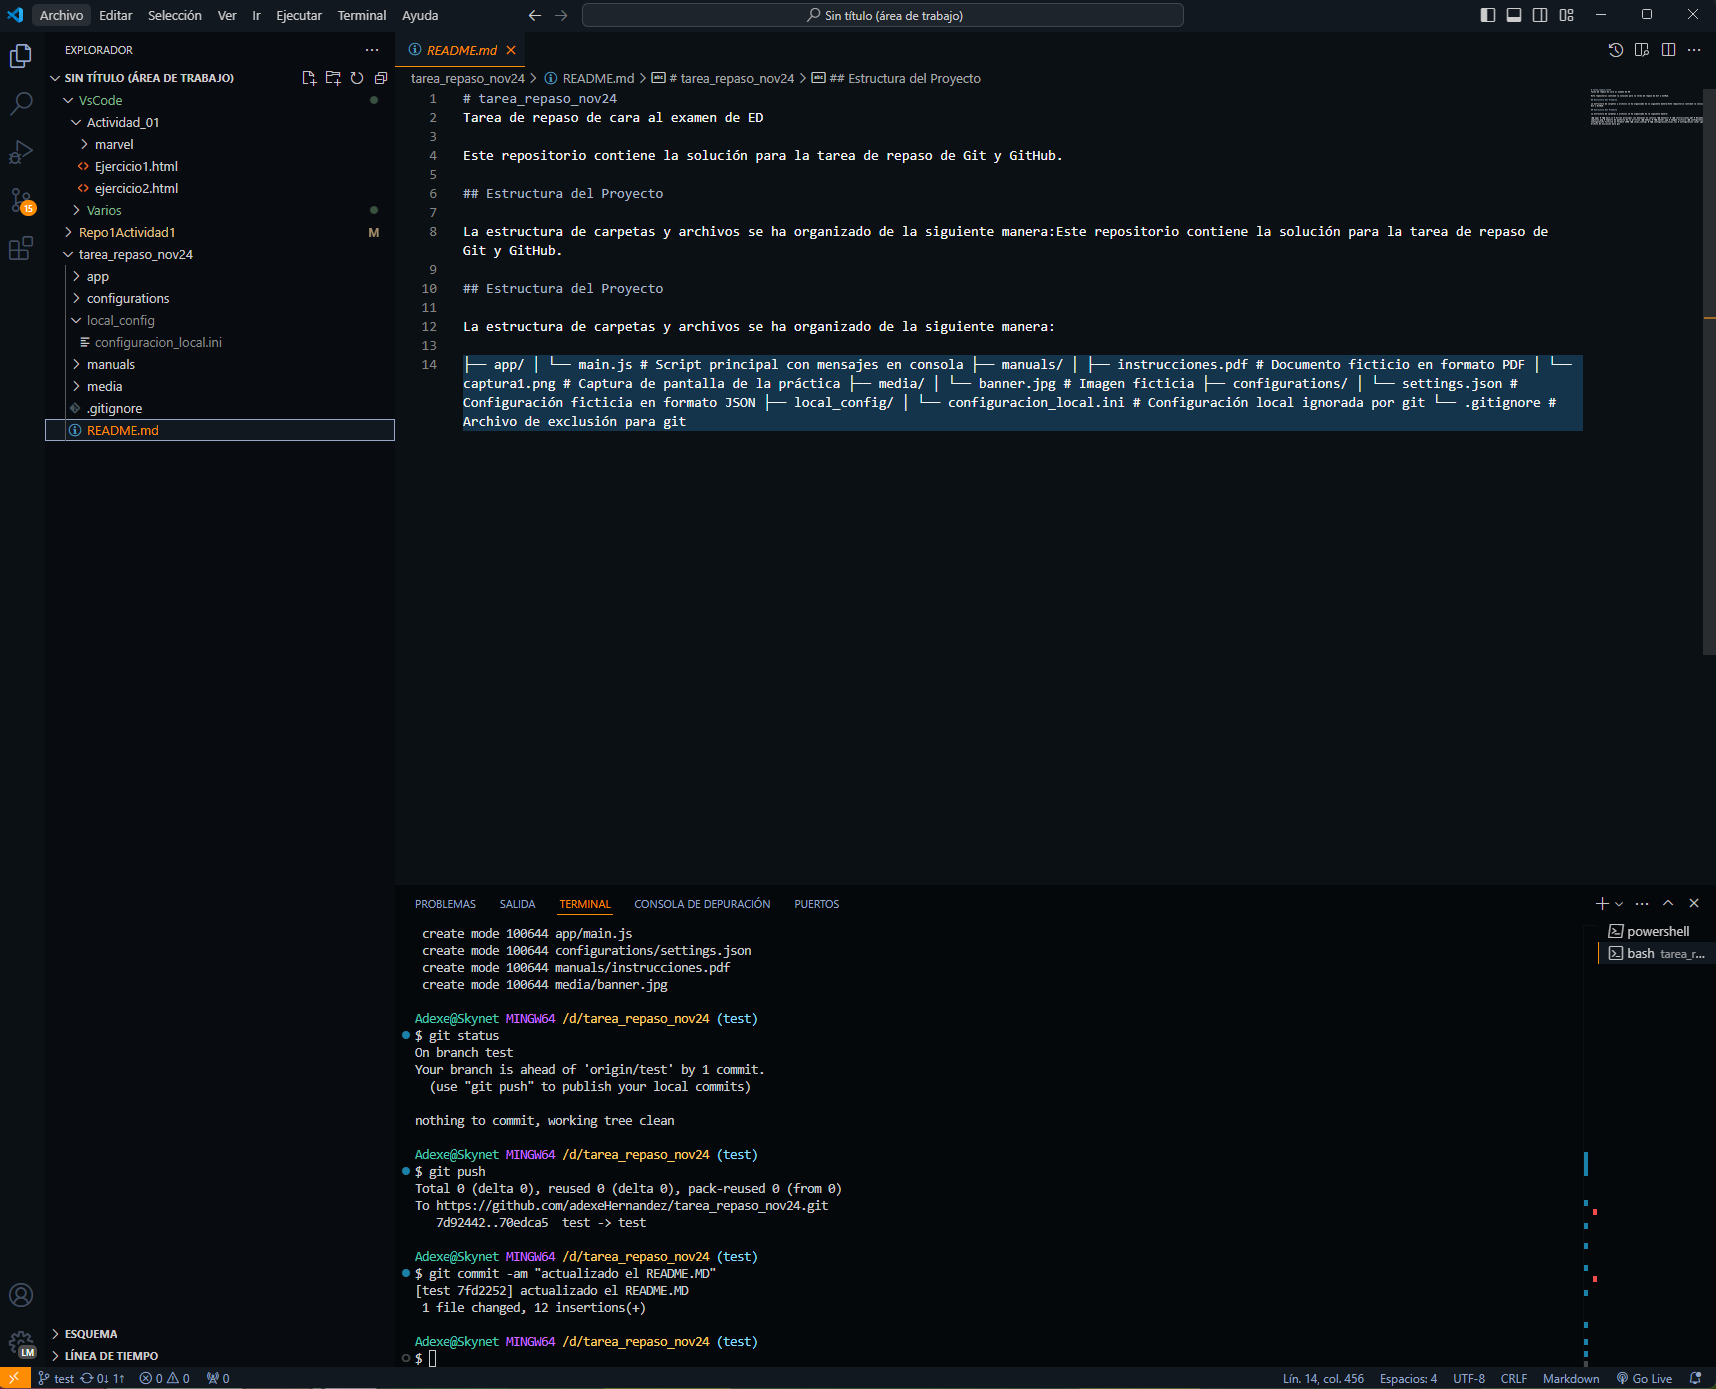 Archivo Editar Selección Ver Ir Ejecutar Terminal Ayuda
Sin título (área de trabajo)
EXPLORADOR
SIN TÍTULO (ÁREA DE TRABAJO)
VsCode
Actividad_01
marvel
Ejercicio1.html
ejercicio2.html
Varios
Repo1Actividad1 M
tarea_repaso_nov24
app
configurations
local_config
configuracion_local.ini
manuals
media
.gitignore
README.md
15
ESQUEMA
LÍNEA DE TIEMPO
LM
README.md
tarea_repaso_nov24 > README.md > # tarea_repaso_nov24 > ## Estructura del Proyecto
1 # tarea_repaso_nov24
2 Tarea de repaso de cara al examen de ED
3
4 Este repositorio contiene la solución para la tarea de repaso de Git y GitHub.
5
6 ## Estructura del Proyecto
7
8 La estructura de carpetas y archivos se ha organizado de la siguiente manera:Este repositorio contiene la solución para la tarea de repaso de
Git y GitHub.
9
10 ## Estructura del Proyecto
11
12 La estructura de carpetas y archivos se ha organizado de la siguiente manera:
13
14 ├── app/ │ └── main.js # Script principal con mensajes en consola ├── manuals/ │ ├── instrucciones.pdf # Documento ficticio en formato PDF │ └──
captura1.png # Captura de pantalla de la práctica ├── media/ │ └── banner.jpg # Imagen ficticia ├── configurations/ │ └── settings.json #
Configuración ficticia en formato JSON ├── local_config/ │ └── configuracion_local.ini # Configuración local ignorada por git └── .gitignore #
Archivo de exclusión para git
PROBLEMAS SALIDA TERMINAL CONSOLA DE DEPURACIÓN PUERTOS
powershell
bash tarea_r...
create mode 100644 app/main.js
create mode 100644 configurations/settings.json
create mode 100644 manuals/instrucciones.pdf
create mode 100644 media/banner.jpg
Adexe@Skynet MINGW64 /d/tarea_repaso_nov24 (test)
$ git status
On branch test
Your branch is ahead of 'origin/test' by 1 commit.
(use "git push" to publish your local commits)
nothing to commit, working tree clean
Adexe@Skynet MINGW64 /d/tarea_repaso_nov24 (test)
$ git push
Total 0 (delta 0), reused 0 (delta 0), pack-reused 0 (from 0)
To https://github.com/adexeHernandez/tarea_repaso_nov24.git
7d92442..70edca5 test -> test
Adexe@Skynet MINGW64 /d/tarea_repaso_nov24 (test)
$ git commit -am "actualizado el README.MD"
[test 7fd2252] actualizado el README.MD
1 file changed, 12 insertions(+)
Adexe@Skynet MINGW64 /d/tarea_repaso_nov24 (test)
$
test 0↓ 1↑ 0 0 0
Lín. 14, col. 456 Espacios: 4 UTF-8 CRLF Markdown Go Live